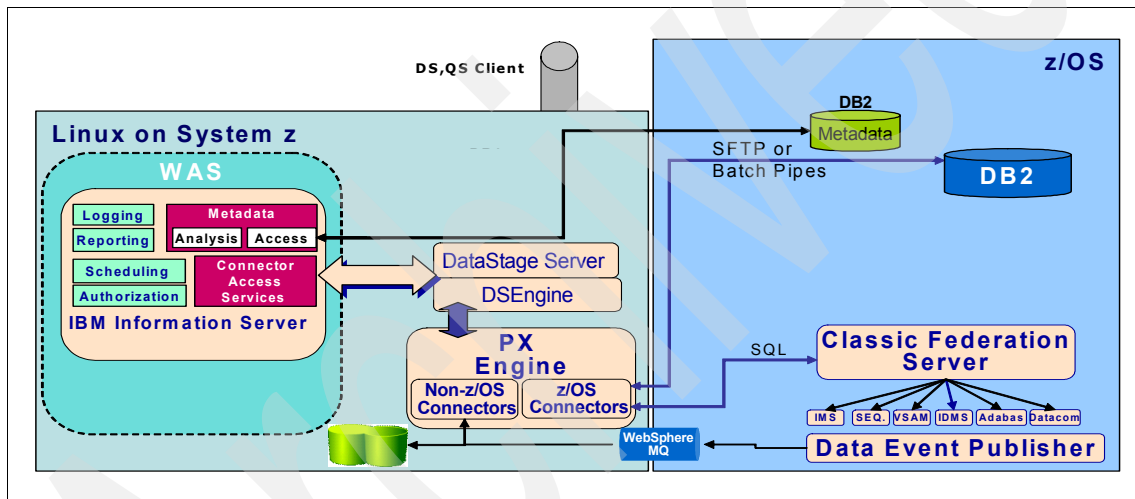 DS,QS Client
z/OS
Linux on System z
DB2
Metadata
WAS
SFTP or
Batch Pipes
DB2
Logging
Reporting
Metadata
Analysis
Access
Scheduling
Authorization
Connector
Access
Services
IBM Information Server
DataStage Server
DSEngine
PX
Engine
Non-z/OS
Connectors
z/OS
Connectors
SQL
Classic Federation
Server
IMS
SEQ.
VSAM
IDMS
Adabas
Datacom
WebSphere
MQ
Data Event Publisher